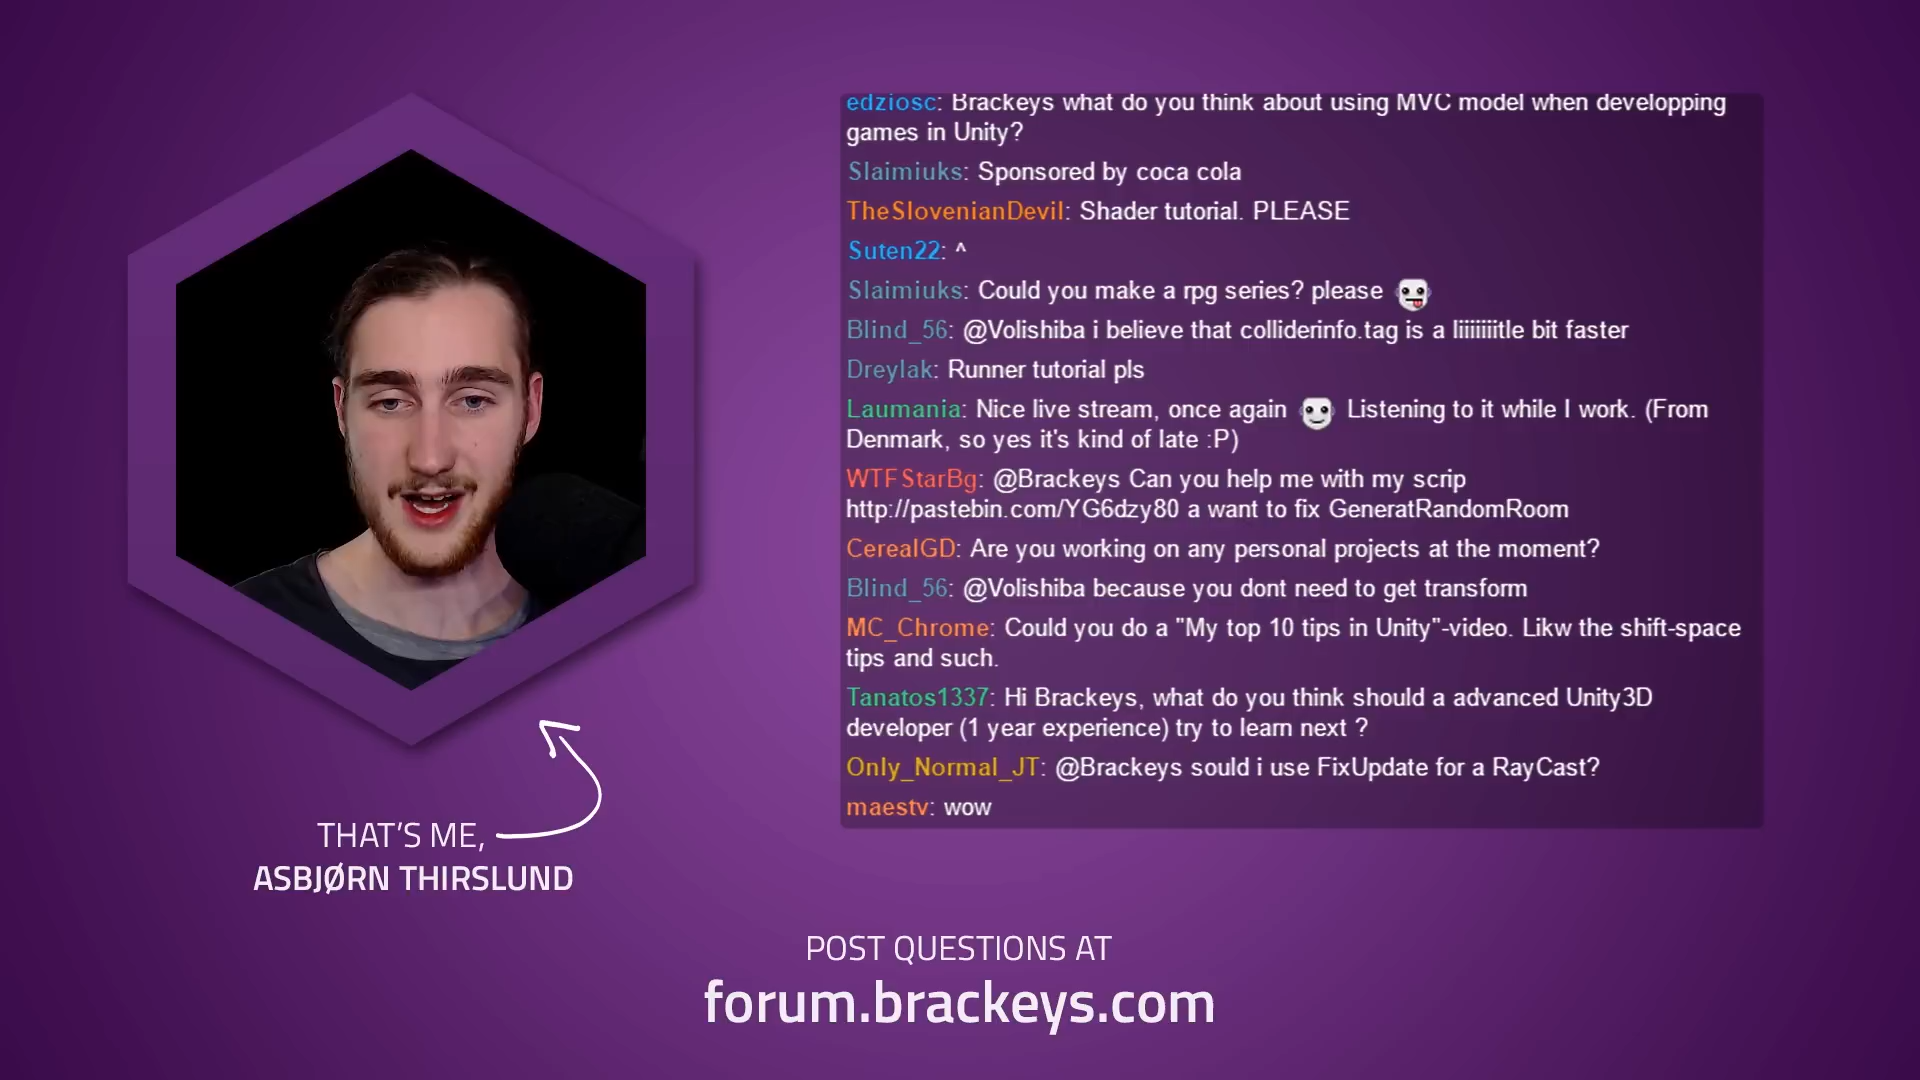 edziosc: Brackeys what do you think about using MVC model when developping
games in Unity?
Slaimiuks: Sponsored by coca cola
TheSlovenianDevil: Shader tutorial. PLEASE
Suten22: ^
Slaimiuks: Could you make a rpg series? please
Blind_56: @Volishiba i believe that colliderinfo.tag is a liiiiiiitle bit faster
Dreylak: Runner tutorial pls
Laumania: Nice live stream, once again Listening to it while I work. (From
Denmark, so yes it's kind of late :P)
WTFStarBg: @Brackeys Can you help me with my scrip
http://pastebin.com/YG6dzy80 a want to fix GeneratRandomRoom
CerealGD: Are you working on any personal projects at the moment?
Blind_56: @Volishiba because you dont need to get transform
MC_Chrome: Could you do a "My top 10 tips in Unity"-video. Likw the shift-space
tips and such.
Tanatos1337: Hi Brackeys, what do you think should a advanced Unity3D
developer (1 year experience) try to learn next ?
Only_Normal_JT: @Brackeys sould i use FixUpdate for a RayCast?
maestv: wow
THAT'S ME,
ASBJØRN THIRSLUND
POST QUESTIONS AT
forum.brackeys.com